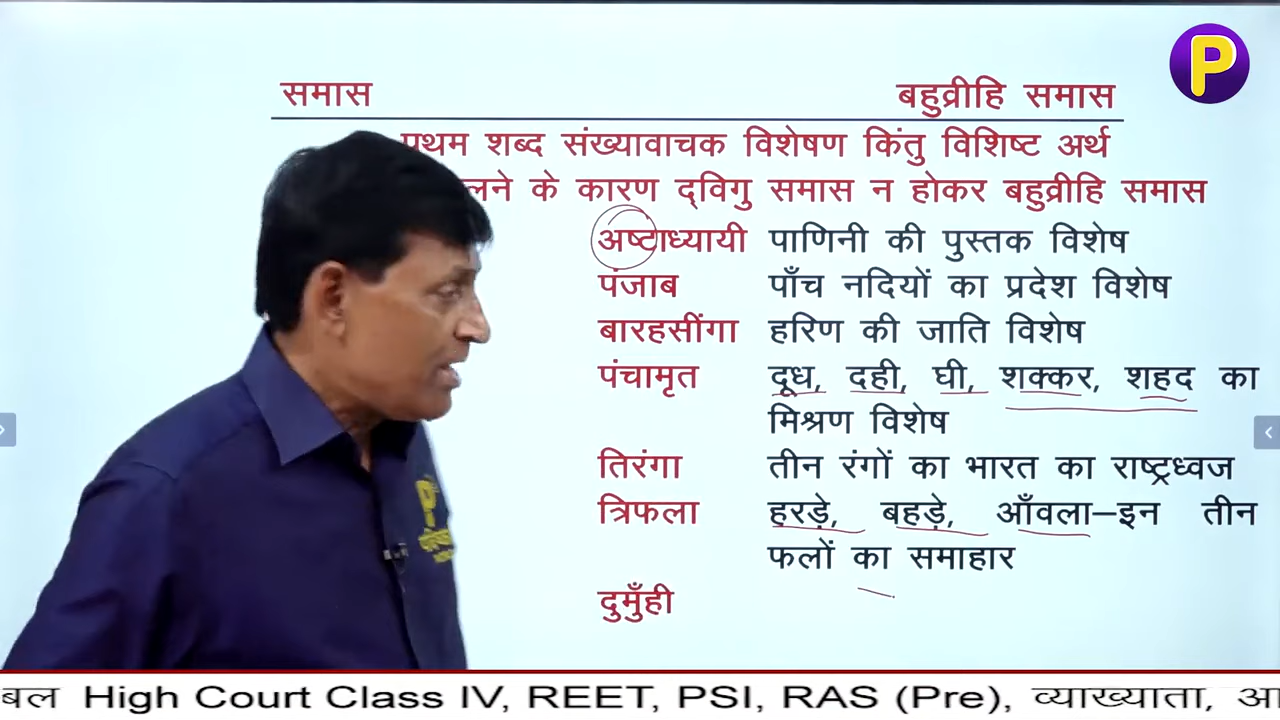 P
समास बहुव्रीहि समास
प्रथम शब्द संख्यावाचक विशेषण किंतु विशिष्ट अर्थ
के कारण द्विगु समास न होकर बहुव्रीहि समास
अष्टाध्यायी पाणिनी की पुस्तक विशेष
पंजाब पाँच नदियों का प्रदेश विशेष
बारहसींगा हरिण की जाति विशेष
पंचामृत दूध, दही, घी, शक्कर, शहद का
मिश्रण विशेष
तिरंगा तीन रंगों का भारत का राष्ट्रध्वज
त्रिफला हरड़े, बहड़े, आँवला–इन तीन
फलों का समाहार
दुमुँही
High Court Class IV, REET, PSI, RAS (Pre), व्याख्याता,